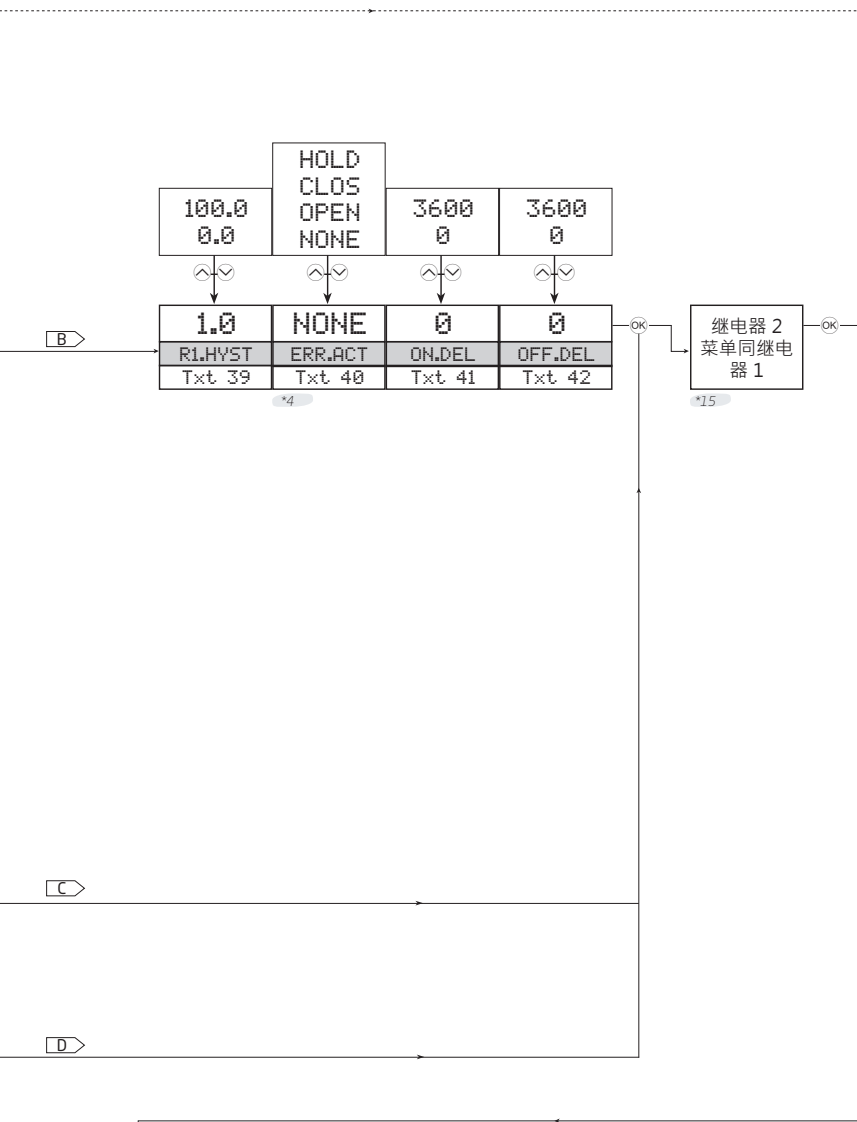 HOLD
CLOS
OPEN
NONE
100.0
0.0
3600
0
3600
0
B
1.0
R1.HYST
Txt 39
NONE
ERR.ACT
Txt 40
*4
0
ON.DEL
Txt 41
0
OFF.DEL
Txt 42
OK
继电器 2
菜单同继电
器 1
*15
OK
C
D